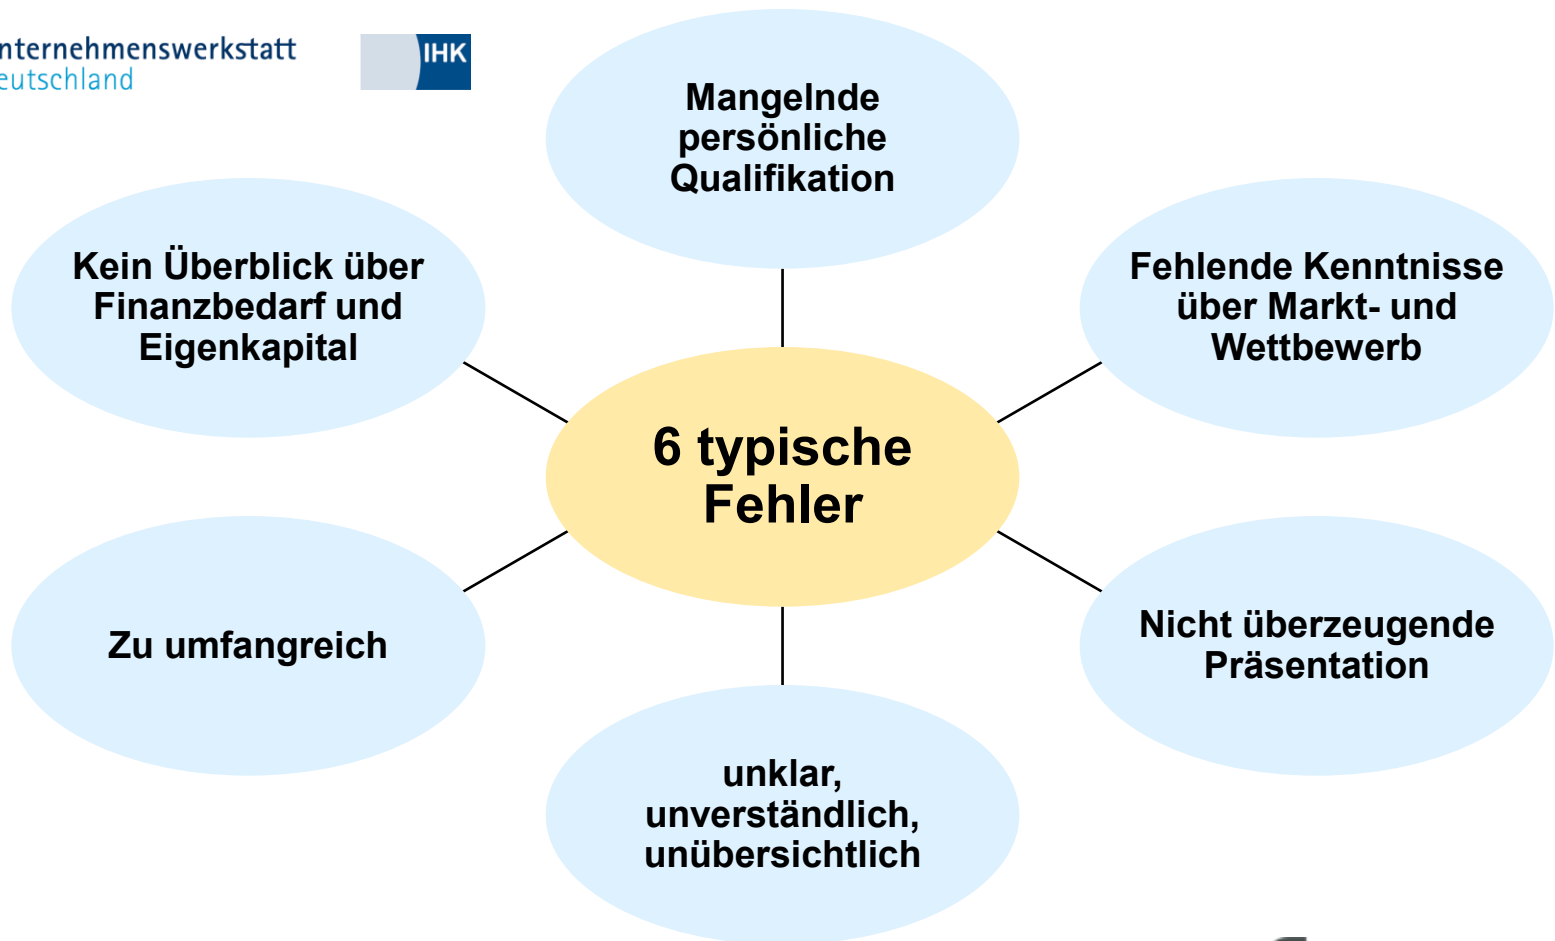 nternehmenswerkstatt
eutschland
IHK
Mangelnde
persönliche
Qualifikation
Kein Überblick über
Finanzbedarf und
Eigenkapital
Fehlende Kenntnisse
über Markt- und
Wettbewerb
6 typische
Fehler
Zu umfangreich
Nicht überzeugende
Präsentation
unklar,
unverständlich,
unübersichtlich